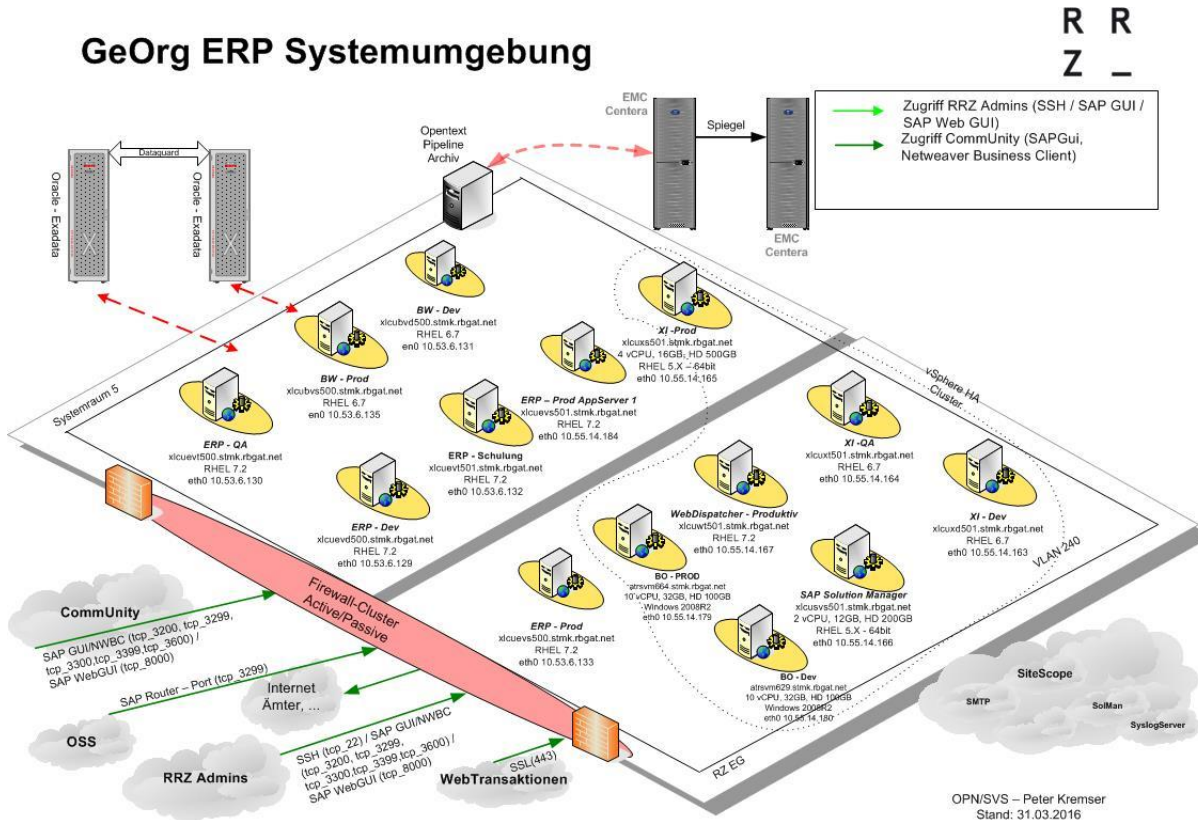 GeOrg ERP Systemumgebung
R R
Z _
Zugriff RRZ Admins (SSH / SAP GUI /
SAP Web GUI)
Zugriff CommUnity (SAPGui,
Netweaver Business Client)
EMC
Centera
Spiegel
EMC
Centera
Opentext
Pipeline
Archiv
Dataguard
Oracle - Exadata
Oracle - Exadata
Systemraum 5
vSphere HA
Cluster
BW - Dev
xlcubvd500.stmk.rbgat.net
RHEL 6.7
en0 10.53.6.131
BW - Prod
xlcubvs500.stmk.rbgat.net
RHEL 6.7
en0 10.53.6.135
XI -Prod
xlcuxs501.stmk.rbgat.net
4 vCPU, 16GB, HD 500GB
RHEL 5.X – 64bit
eth0 10.55.14.165
ERP – Prod AppServer 1
xlcuevs501.stmk.rbgat.net
RHEL 7.2
eth0 10.55.14.184
ERP - QA
xlcuevt500.stmk.rbgat.net
RHEL 7.2
eth0 10.53.6.130
ERP - Schulung
xlcuevt501.stmk.rbgat.net
RHEL 7.2
eth0 10.53.6.132
ERP - Dev
xlcuevd500.stmk.rbgat.net
RHEL 7.2
eth0 10.53.6.129
XI -QA
xlcuxt501.stmk.rbgat.net
RHEL 6.7
eth0 10.55.14.164
XI - Dev
xlcuxd501.stmk.rbgat.net
RHEL 6.7
eth0 10.55.14.163
WebDispatcher - Produktiv
xlcuwt501.stmk.rbgat.net
RHEL 7.2
eth0 10.55.14.167
BO - PROD
atrsvm664.stmk.rbgat.net
10 vCPU, 32GB, HD 100GB
Windows 2008R2
eth0 10.55.14.179
SAP Solution Manager
xlcusvs501.stmk.rbgat.net
2 vCPU, 12GB, HD 200GB
RHEL 5.X - 64bit
eth0 10.55.14.166
ERP - Prod
xlcuevs500.stmk.rbgat.net
RHEL 7.2
eth0 10.53.6.133
BO - Dev
atrsvm629.stmk.rbgat.net
10 vCPU, 32GB, HD 100GB
Windows 2008R2
eth0 10.55.14.180
VLAN 240
RZ EG
Firewall-Cluster
Active/Passive
CommUnity
SAP GUI/NWBC (tcp_3200, tcp_3299,
tcp_3300,tcp_3399,tcp_3600) /
SAP WebGUI (tcp_8000)
SAP Router – Port (tcp_3299)
OSS
Internet
Ämter, ...
RRZ Admins
SSH (tcp_22) / SAP GUI/NWBC
(tcp_3200, tcp_3299,
tcp_3300,tcp_3399,tcp_3600) /
SAP WebGUI (tcp_8000)
SSL(443)
WebTransaktionen
SiteScope
SMTP
SolMan
SyslogServer
OPN/SVS – Peter Kremser
Stand: 31.03.2016